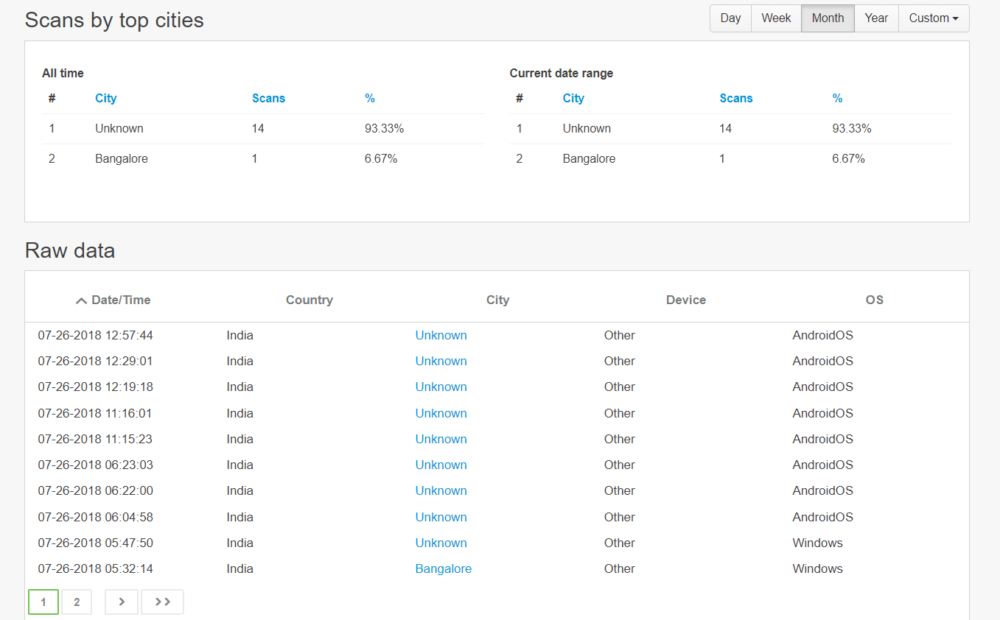 Scans by top cities
Day Week Month Year Custom
All time
# City Scans %
1 Unknown 14 93.33%
2 Bangalore 1 6.67%
Current date range
# City Scans %
1 Unknown 14 93.33%
2 Bangalore 1 6.67%
Raw data
Date/Time Country City Device OS
07-26-2018 12:57:44 India Unknown Other AndroidOS
07-26-2018 12:29:01 India Unknown Other AndroidOS
07-26-2018 12:19:18 India Unknown Other AndroidOS
07-26-2018 11:16:01 India Unknown Other AndroidOS
07-26-2018 11:15:23 India Unknown Other AndroidOS
07-26-2018 06:23:03 India Unknown Other AndroidOS
07-26-2018 06:22:00 India Unknown Other AndroidOS
07-26-2018 06:04:58 India Unknown Other AndroidOS
07-26-2018 05:47:50 India Unknown Other Windows
07-26-2018 05:32:14 India Bangalore Other Windows
1 2 > >>